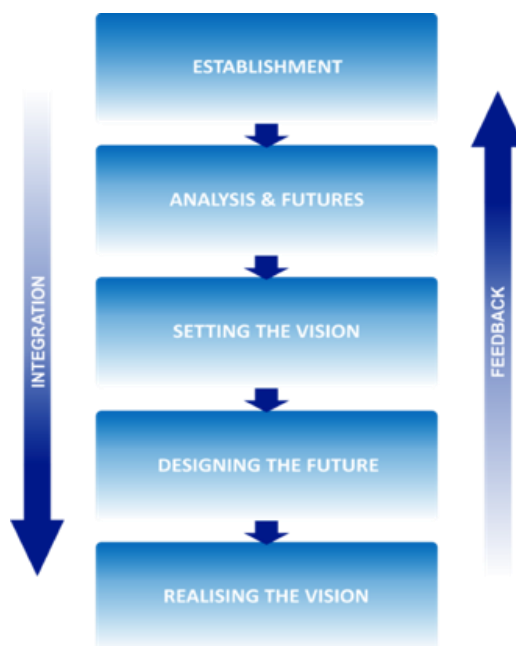 ESTABLISHMENT
ANALYSIS & FUTURES
SETTING THE VISION
DESIGNING THE FUTURE
REALISING THE VISION
INTEGRATION
FEEDBACK